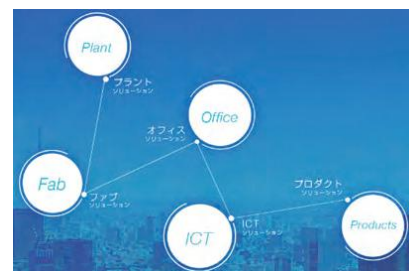 Plant
プラント
ソリューション
Office
オフィス
ソリューション
Fab
ファブ
ソリューション
ICT
ICT
ソリューション
プロダクト
ソリューション
Products